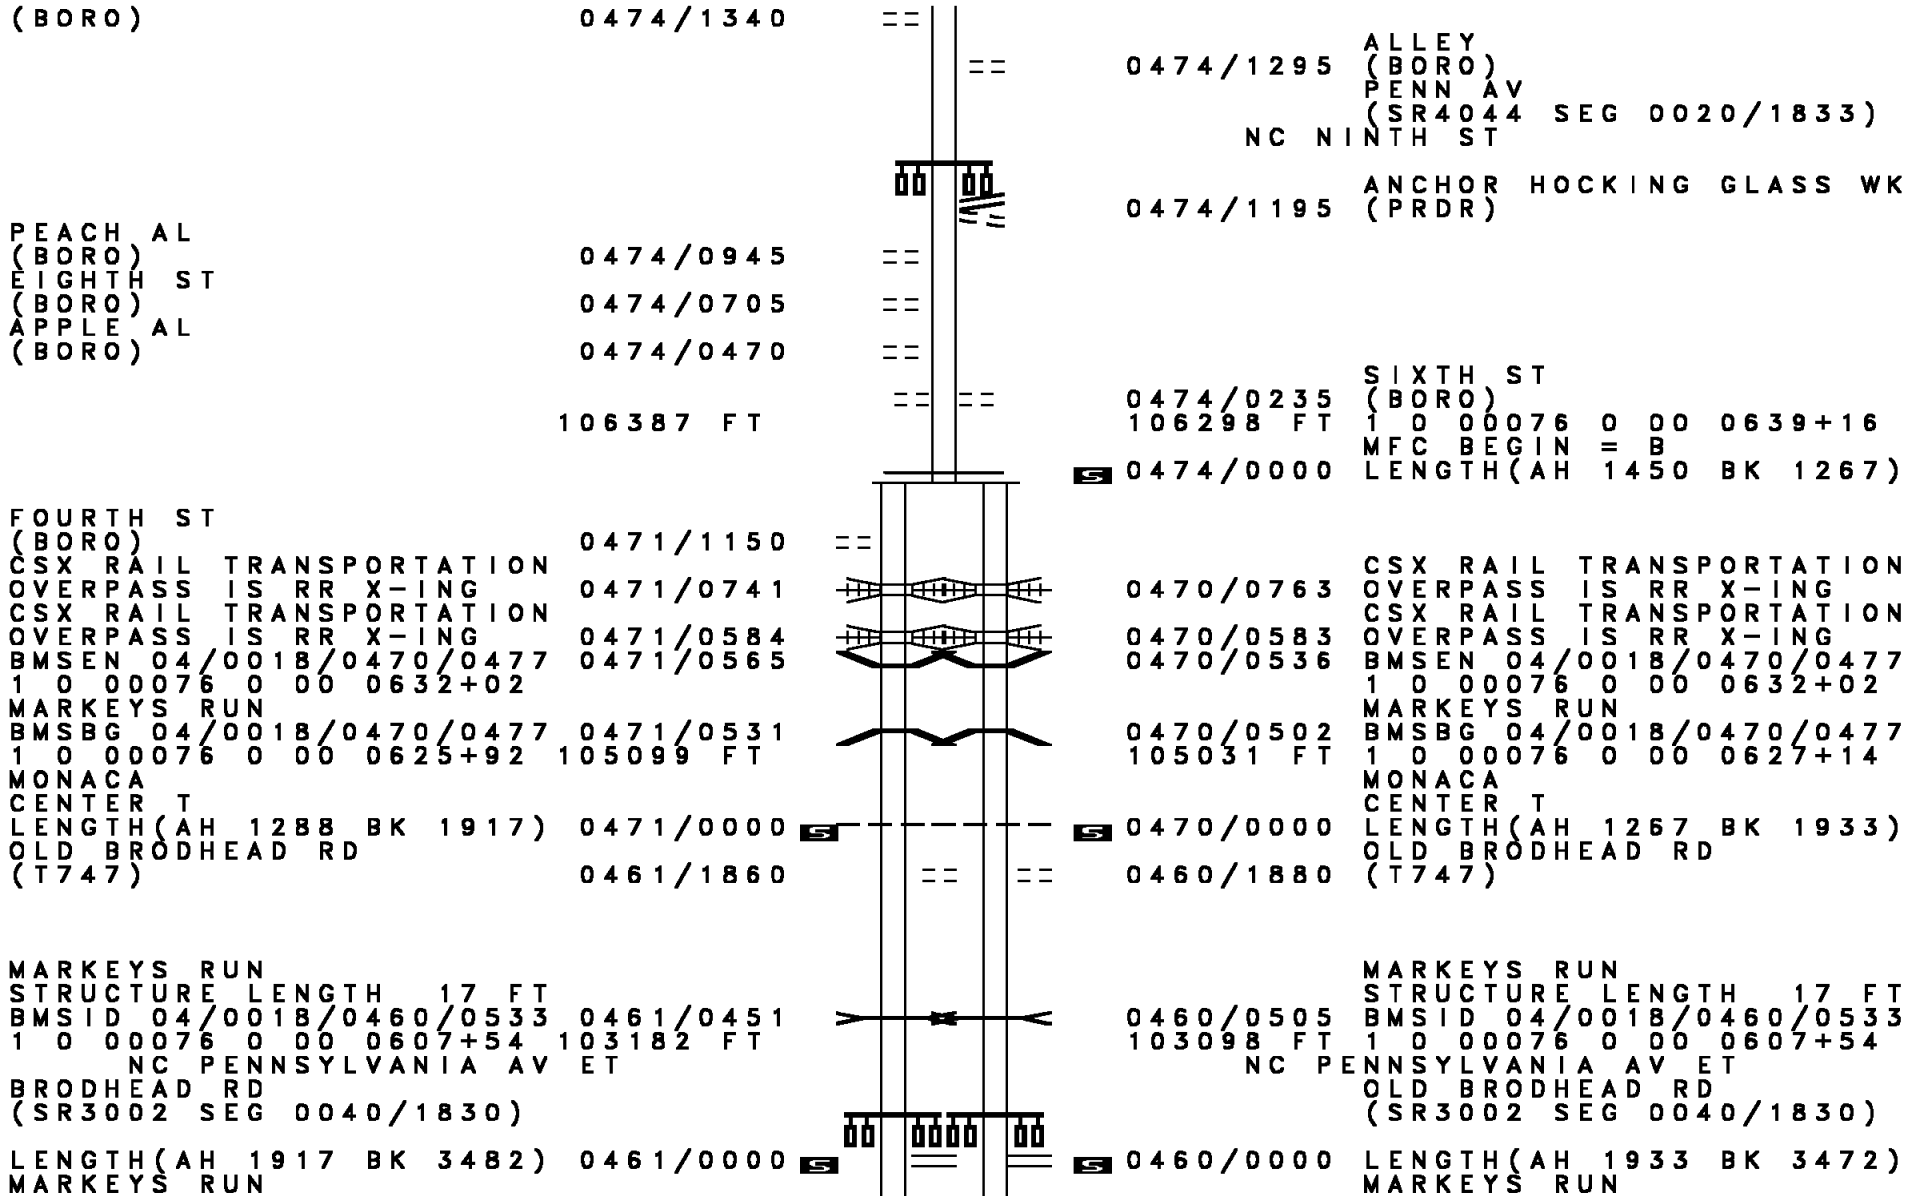 (BORO) 0474/1340
ALLEY
0474/1295 (BORO)
PENN AV
(SR4044 SEG 0020/1833)
NC NINTH ST
ANCHOR HOCKING GLASS WK
0474/1195 (PRDR)
PEACH AL
(BORO) 0474/0945
EIGHTH ST
(BORO) 0474/0705
APPLE AL
(BORO) 0474/0470
SIXTH ST
0474/0235 (BORO)
106387 FT 106298 FT 1 0 00076 0 00 0639+16
MFC BEGIN = B
S 0474/0000 LENGTH(AH 1450 BK 1267)
FOURTH ST
(BORO) 0471/1150
CSX RAIL TRANSPORTATION CSX RAIL TRANSPORTATION
OVERPASS IS RR X-ING 0471/0741 0470/0763 OVERPASS IS RR X-ING
CSX RAIL TRANSPORTATION CSX RAIL TRANSPORTATION
OVERPASS IS RR X-ING 0471/0584 0470/0583 OVERPASS IS RR X-ING
BMSEN 04/0018/0470/0477 0471/0565 0470/0536 BMSEN 04/0018/0470/0477
1 0 00076 0 00 0632+02 1 0 00076 0 00 0632+02
MARKEYS RUN MARKEYS RUN
BMSBG 04/0018/0470/0477 0471/0531 0470/0502 BMSBG 04/0018/0470/0477
1 0 00076 0 00 0625+92 105099 FT 105031 FT 1 0 00076 0 00 0627+14
MONACA MONACA
CENTER T CENTER T
LENGTH(AH 1288 BK 1917) 0471/0000 S S 0470/0000 LENGTH(AH 1267 BK 1933)
OLD BRODHEAD RD OLD BRODHEAD RD
(T747) 0461/1860 0460/1880 (T747)
MARKEYS RUN MARKEYS RUN
STRUCTURE LENGTH 17 FT STRUCTURE LENGTH 17 FT
BMSID 04/0018/0460/0533 0461/0451 0460/0505 BMSID 04/0018/0460/0533
1 0 00076 0 00 0607+54 103182 FT 103098 FT 1 0 00076 0 00 0607+54
NC PENNSYLVANIA AV ET NC PENNSYLVANIA AV ET
BRODHEAD RD OLD BRODHEAD RD
(SR3002 SEG 0040/1830) (SR3002 SEG 0040/1830)
LENGTH(AH 1917 BK 3482) 0461/0000 S S 0460/0000 LENGTH(AH 1933 BK 3472)
MARKEYS RUN MARKEYS RUN